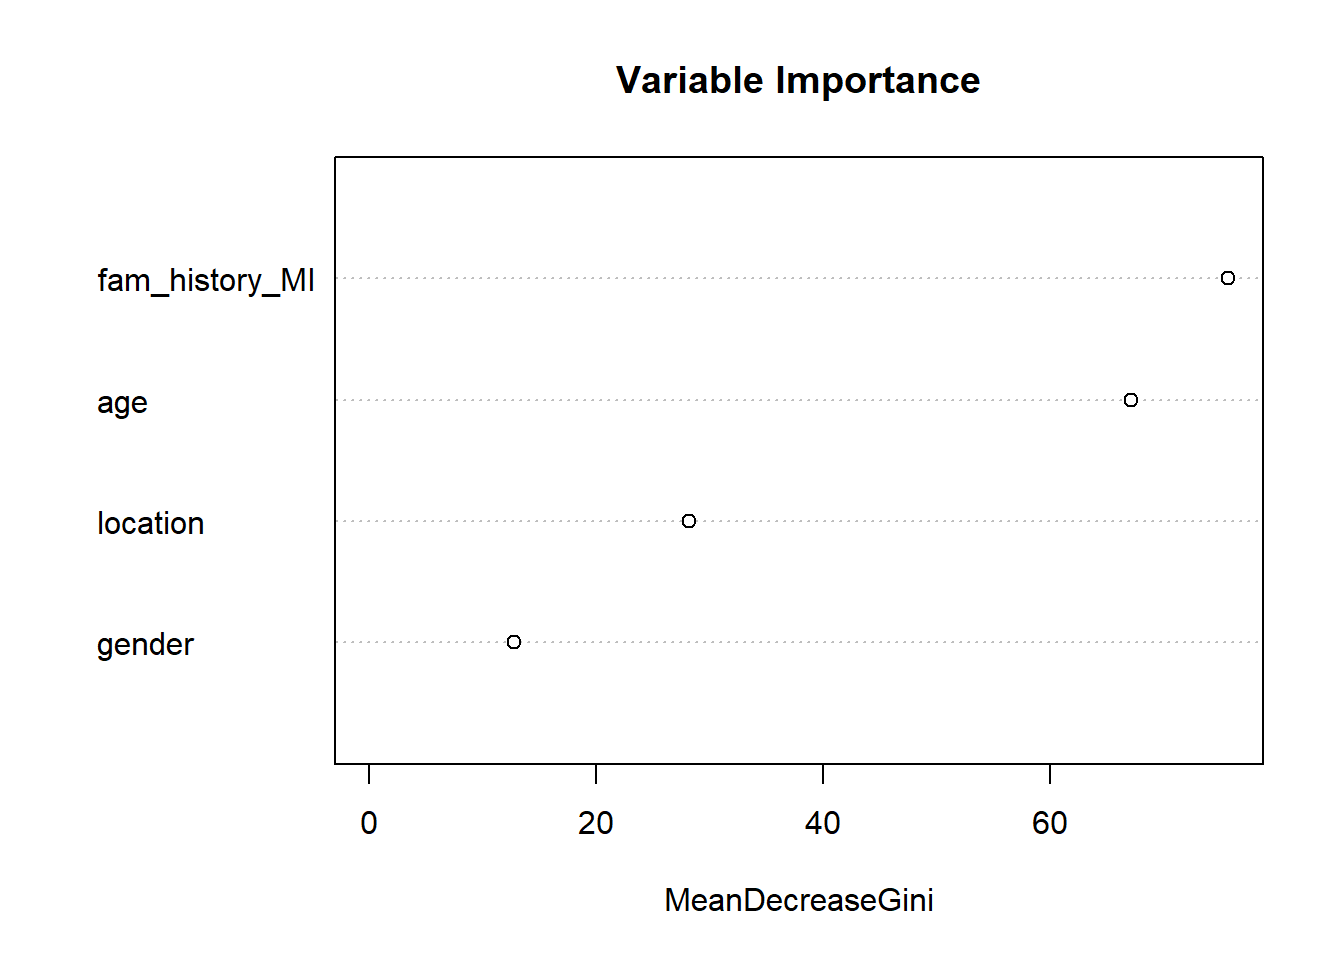 Variable Importance
fam_history_MI
age
location
gender
0 20 40 60
MeanDecreaseGini